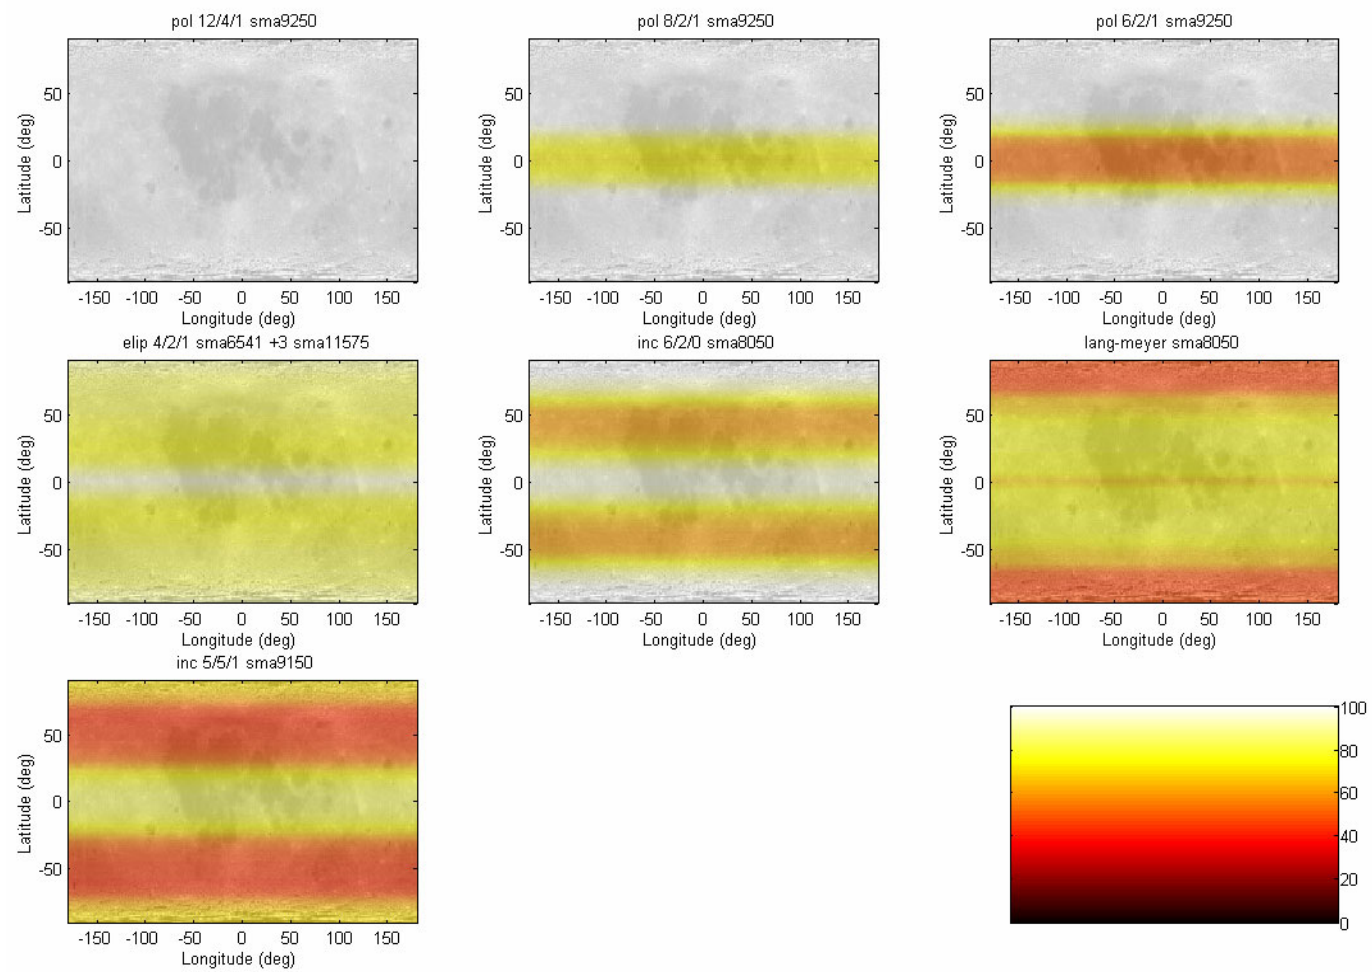 pol 12/4/1 sma9250
pol 8/2/1 sma9250
pol 6/2/1 sma9250
50
0
-50
Latitude (deg)
-150 -100 -50 0 50 100 150
Longitude (deg)
50
0
-50
Latitude (deg)
-150 -100 -50 0 50 100 150
Longitude (deg)
50
0
-50
Latitude (deg)
-150 -100 -50 0 50 100 150
Longitude (deg)
elip 4/2/1 sma6541 +3 sma11575
inc 6/2/0 sma8050
lang-meyer sma8050
50
0
-50
Latitude (deg)
-150 -100 -50 0 50 100 150
Longitude (deg)
50
0
-50
Latitude (deg)
-150 -100 -50 0 50 100 150
Longitude (deg)
50
0
-50
Latitude (deg)
-150 -100 -50 0 50 100 150
Longitude (deg)
inc 5/5/1 sma9150
50
0
-50
Latitude (deg)
-150 -100 -50 0 50 100 150
Longitude (deg)
100
80
60
40
20
0